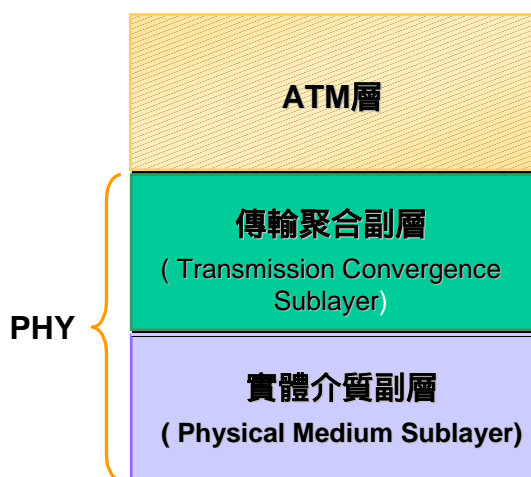 ATM層
傳輸聚合副層
( Transmission Convergence
Sublayer)
PHY
實體介質副層
( Physical Medium Sublayer)